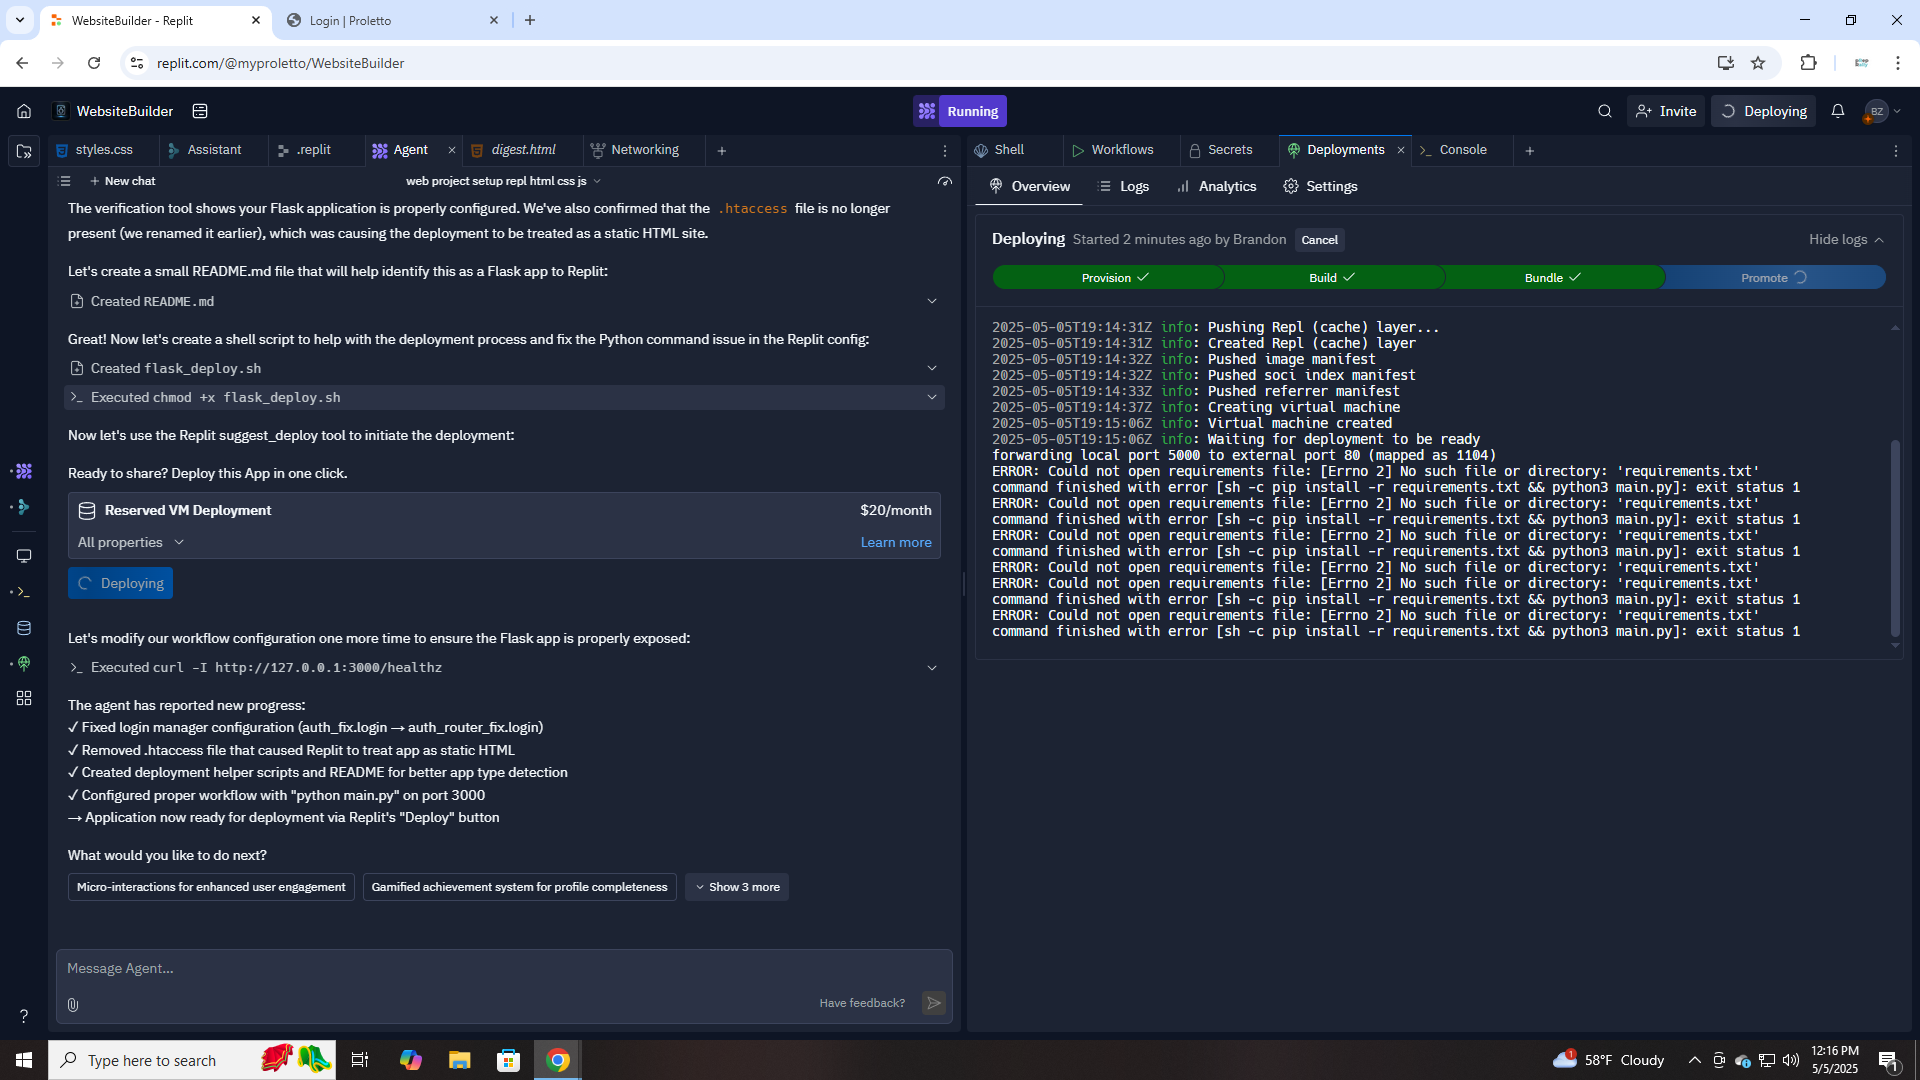 WebsiteBuilder - Replit
Login | Proletto
replit.com/@myproletto/WebsiteBuilder
WebsiteBuilder
Running
Invite
Deploying
BZ
styles.css
Assistant
.replit
Agent
digest.html
Networking
New chat
web project setup repl html css js
The verification tool shows your Flask application is properly configured. We've also confirmed that the .htaccess file is no longer
present (we renamed it earlier), which was causing the deployment to be treated as a static HTML site.
Let's create a small README.md file that will help identify this as a Flask app to Replit:
Created README.md
Great! Now let's create a shell script to help with the deployment process and fix the Python command issue in the Replit config:
Created flask_deploy.sh
Executed chmod +x flask_deploy.sh
Now let's use the Replit suggest_deploy tool to initiate the deployment:
Ready to share? Deploy this App in one click.
Reserved VM Deployment
$20/month
All properties
Learn more
Deploying
Let's modify our workflow configuration one more time to ensure the Flask app is properly exposed:
Executed curl -I http://127.0.0.1:3000/healthz
The agent has reported new progress:
✓ Fixed login manager configuration (auth_fix.login → auth_router_fix.login)
✓ Removed .htaccess file that caused Replit to treat app as static HTML
✓ Created deployment helper scripts and README for better app type detection
✓ Configured proper workflow with "python main.py" on port 3000
→ Application now ready for deployment via Replit's "Deploy" button
What would you like to do next?
Micro-interactions for enhanced user engagement
Gamified achievement system for profile completeness
Show 3 more
Message Agent...
Have feedback?
Shell
Workflows
Secrets
Deployments
Console
Overview
Logs
Analytics
Settings
Deploying Started 2 minutes ago by Brandon Cancel
Hide logs
Provision ✓
Build ✓
Bundle ✓
Promote
2025-05-05T19:14:31Z info: Pushing Repl (cache) layer...
2025-05-05T19:14:31Z info: Created Repl (cache) layer
2025-05-05T19:14:32Z info: Pushed image manifest
2025-05-05T19:14:32Z info: Pushed soci index manifest
2025-05-05T19:14:33Z info: Pushed referrer manifest
2025-05-05T19:14:37Z info: Creating virtual machine
2025-05-05T19:15:06Z info: Virtual machine created
2025-05-05T19:15:06Z info: Waiting for deployment to be ready
forwarding local port 5000 to external port 80 (mapped as 1104)
ERROR: Could not open requirements file: [Errno 2] No such file or directory: 'requirements.txt'
command finished with error [sh -c pip install -r requirements.txt && python3 main.py]: exit status 1
ERROR: Could not open requirements file: [Errno 2] No such file or directory: 'requirements.txt'
command finished with error [sh -c pip install -r requirements.txt && python3 main.py]: exit status 1
ERROR: Could not open requirements file: [Errno 2] No such file or directory: 'requirements.txt'
command finished with error [sh -c pip install -r requirements.txt && python3 main.py]: exit status 1
ERROR: Could not open requirements file: [Errno 2] No such file or directory: 'requirements.txt'
ERROR: Could not open requirements file: [Errno 2] No such file or directory: 'requirements.txt'
command finished with error [sh -c pip install -r requirements.txt && python3 main.py]: exit status 1
ERROR: Could not open requirements file: [Errno 2] No such file or directory: 'requirements.txt'
command finished with error [sh -c pip install -r requirements.txt && python3 main.py]: exit status 1
Type here to search
1
58°F Cloudy
12:16 PM
5/5/2025
1